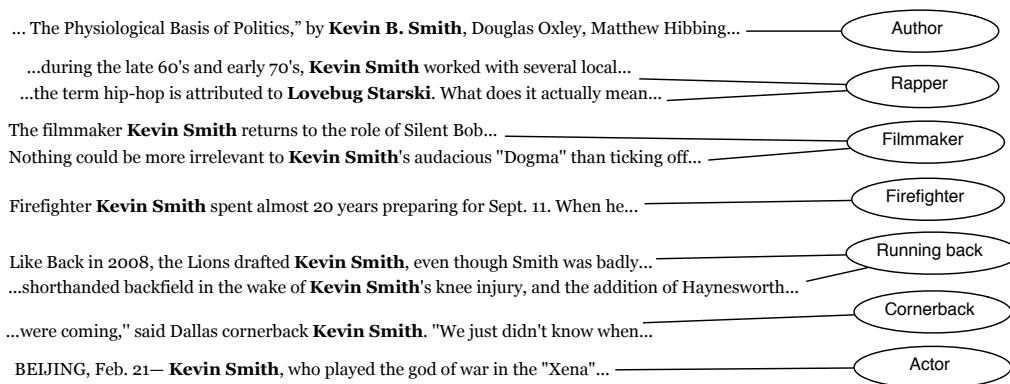 ... The Physiological Basis of Politics,” by Kevin B. Smith, Douglas Oxley, Matthew Hibbing...
Author
...during the late 60's and early 70's, Kevin Smith worked with several local...
...the term hip-hop is attributed to Lovebug Starski. What does it actually mean...
Rapper
The filmmaker Kevin Smith returns to the role of Silent Bob...
Nothing could be more irrelevant to Kevin Smith's audacious "Dogma" than ticking off...
Filmmaker
Firefighter Kevin Smith spent almost 20 years preparing for Sept. 11. When he...
Firefighter
Like Back in 2008, the Lions drafted Kevin Smith, even though Smith was badly...
...shorthanded backfield in the wake of Kevin Smith's knee injury, and the addition of Haynesworth...
Running back
...were coming,'' said Dallas cornerback Kevin Smith. "We just didn't know when...
Cornerback
BEIJING, Feb. 21— Kevin Smith, who played the god of war in the "Xena"...
Actor